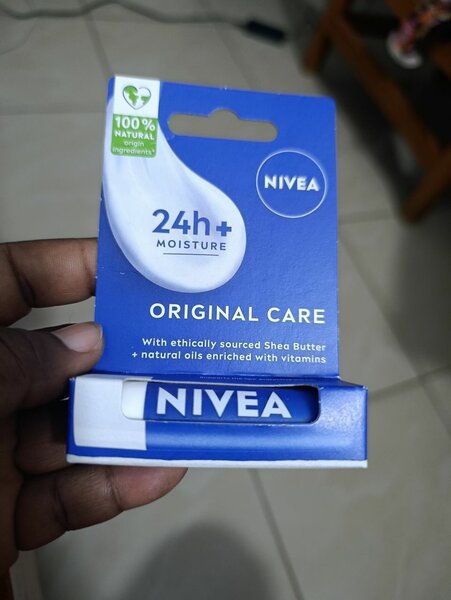 100%
NATURAL
origin
ingredients*
NIVEA
24h+
MOISTURE
ORIGINAL CARE
With ethically sourced Shea Butter
+ natural oils enriched with vitamins
NIVEA